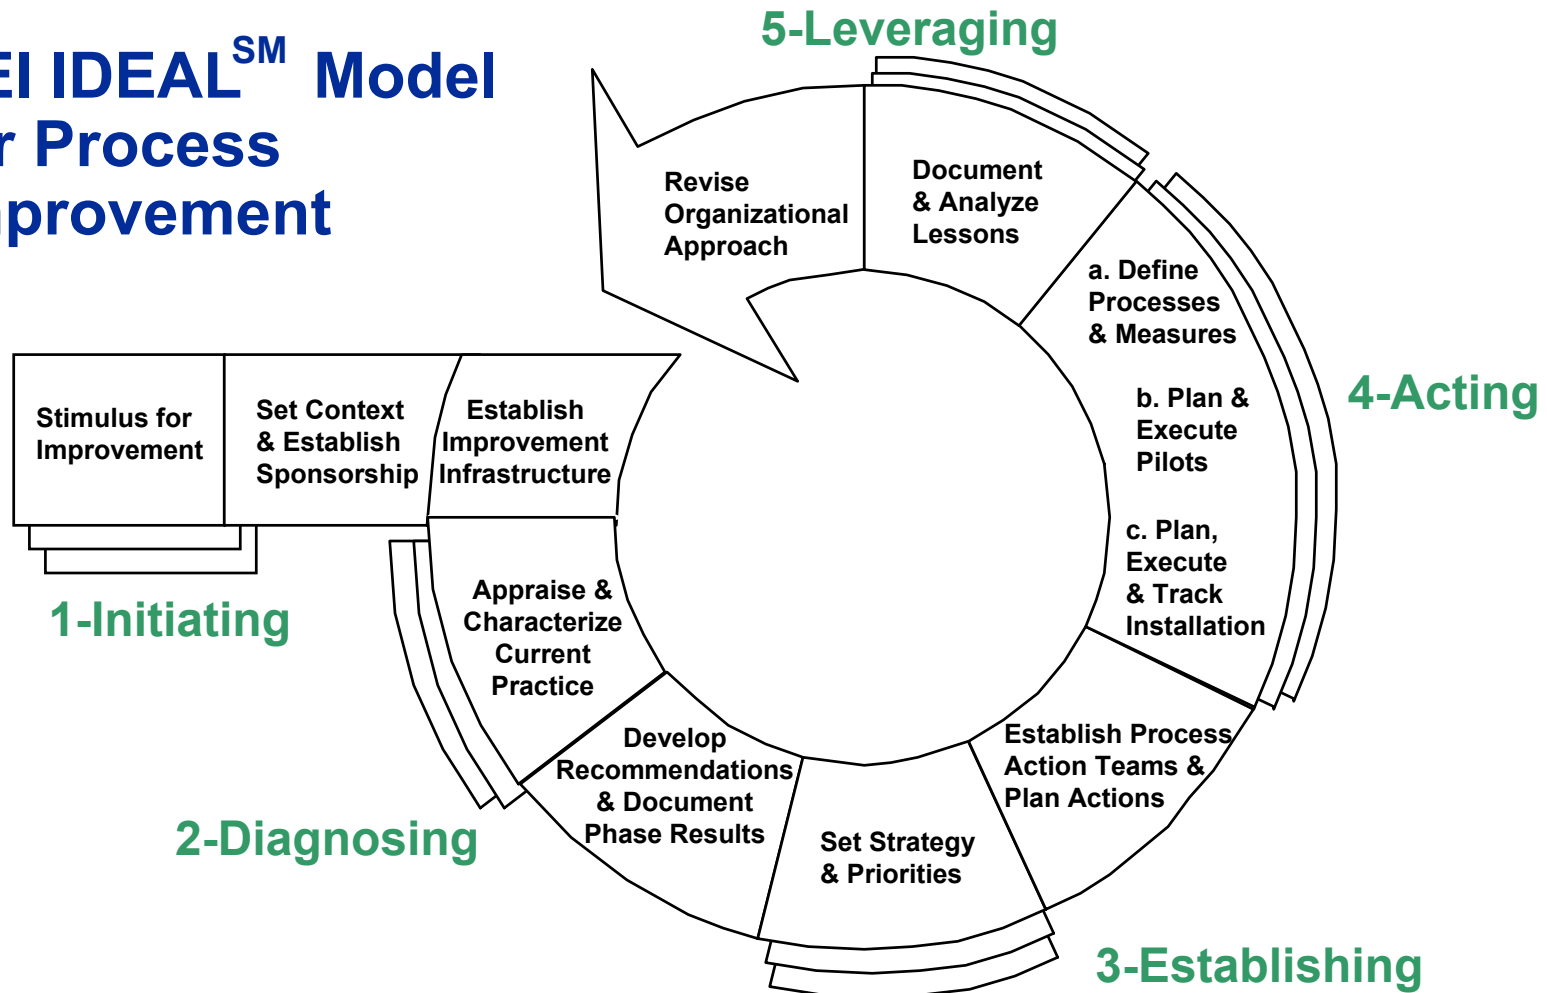 EI IDEAL SM Model
r Process
nprovement
5-Leveraging
Revise
Organizational
Approach
Document
& Analyze
Lessons
a. Define
Processes
& Measures
b. Plan &
Execute
Pilots
c. Plan,
Execute
& Track
Installation
4-Acting
Stimulus for
Improvement
Set Context
& Establish
Sponsorship
Establish
Improvement
Infrastructure
1-Initiating
Appraise &
Characterize
Current
Practice
2-Diagnosing
Develop
Recommendations
& Document
Phase Results
Set Strategy
& Priorities
Establish Process
Action Teams &
Plan Actions
3-Establishing